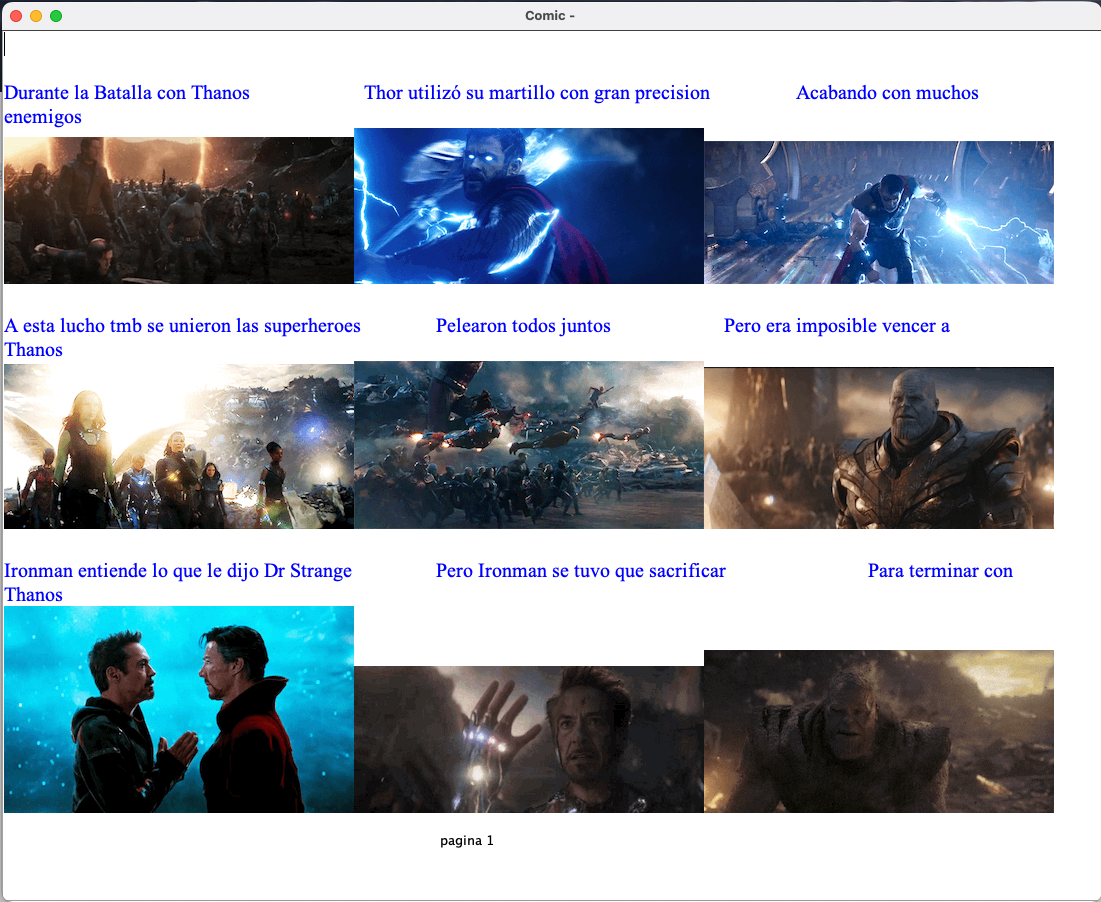 Comic -
Durante la Batalla con Thanos Thor utilizó su martillo con gran precision Acabando con muchos
enemigos
A esta lucho tmb se unieron las superheroes Pelearon todos juntos Pero era imposible vencer a
Thanos
Ironman entiende lo que le dijo Dr Strange Pero Ironman se tuvo que sacrificar Para terminar con
Thanos
pagina 1